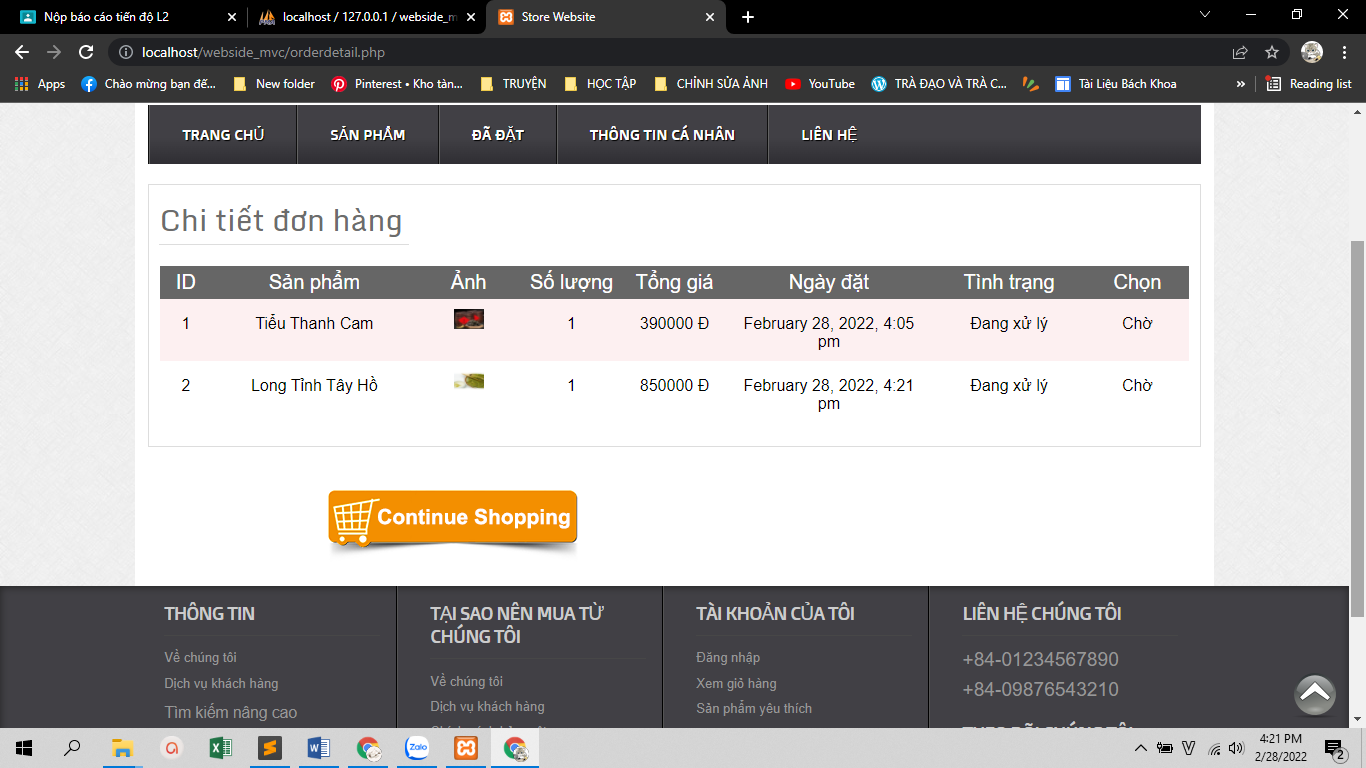 Nộp báo cáo tiến độ L2
localhost / 127.0.0.1 / webside_m
Store Website
localhost/webside_mvc/orderdetail.php
Apps
Chào mừng bạn đế...
New folder
Pinterest • Kho tàn...
TRUYỆN
HỌC TẬP
CHỈNH SỬA ẢNH
YouTube
TRÀ ĐẠO VÀ TRÀ C...
Tài Liệu Bách Khoa
»
Reading list
TRANG CHỦ
SẢN PHẨM
ĐÃ ĐẶT
THÔNG TIN CÁ NHÂN
LIÊN HỆ
Chi tiết đơn hàng
ID Sản phẩm Ảnh Số lượng Tổng giá Ngày đặt Tình trạng Chọn
1 Tiểu Thanh Cam 1 390000 Đ February 28, 2022, 4:05 pm Đang xử lý Chờ
2 Long Tỉnh Tây Hồ 1 850000 Đ February 28, 2022, 4:21 pm Đang xử lý Chờ
Continue Shopping
THÔNG TIN
Về chúng tôi
Dịch vụ khách hàng
Tìm kiếm nâng cao
TẠI SAO NÊN MUA TỪ
CHÚNG TÔI
Về chúng tôi
Dịch vụ khách hàng
TÀI KHOẢN CỦA TÔI
Đăng nhập
Xem giỏ hàng
Sản phẩm yêu thích
LIÊN HỆ CHÚNG TÔI
+84-01234567890
+84-09876543210
Zalo
4:21 PM
2/28/2022
2